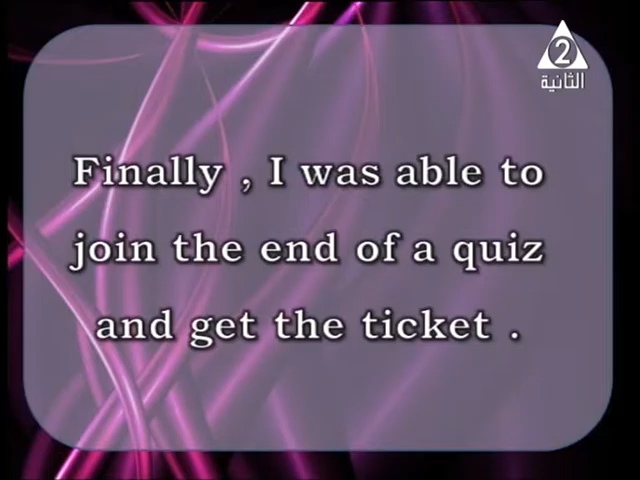 2
الثانية
Finally , I was able to
join the end of a quiz
and get the ticket .